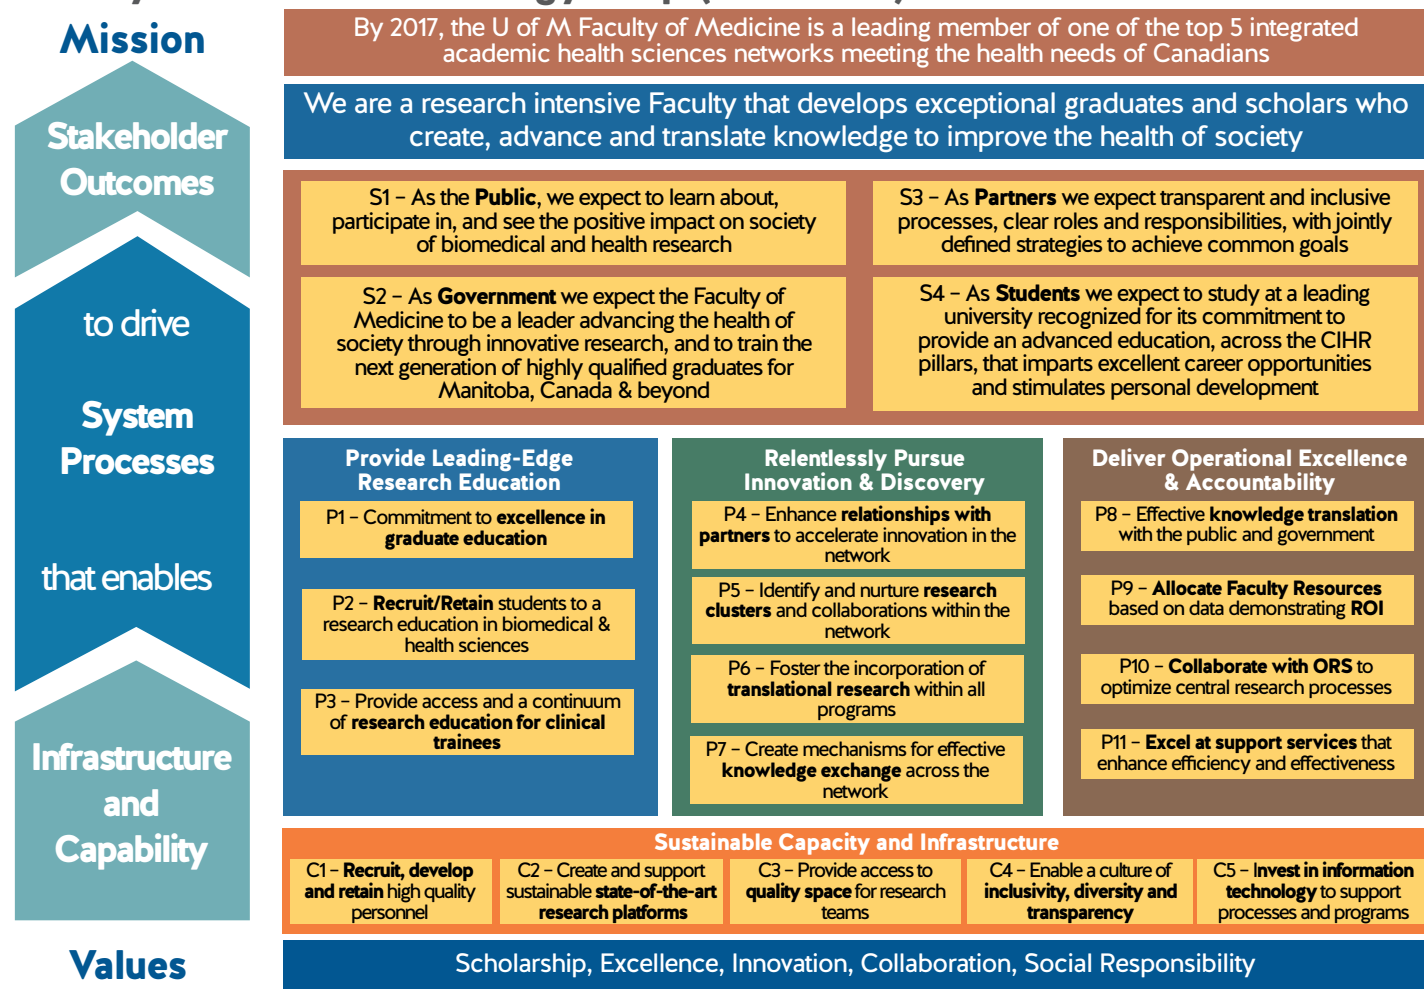 Mission
By 2017, the U of M Faculty of Medicine is a leading member of one of the top 5 integrated
academic health sciences networks meeting the health needs of Canadians
We are a research intensive Faculty that develops exceptional graduates and scholars who
create, advance and translate knowledge to improve the health of society
Stakeholder
Outcomes
S1 – As the Public, we expect to learn about,
participate in, and see the positive impact on society
of biomedical and health research
S3 – As Partners we expect transparent and inclusive
processes, clear roles and responsibilities, with jointly
defined strategies to achieve common goals
S2 – As Government we expect the Faculty of
Medicine to be a leader advancing the health of
society through innovative research, and to train the
next generation of highly qualified graduates for
Manitoba, Canada & beyond
S4 – As Students we expect to study at a leading
university recognized for its commitment to
provide an advanced education, across the CIHR
pillars, that imparts excellent career opportunities
and stimulates personal development
to drive
System
Processes
that enables
Provide Leading-Edge
Research Education
P1 – Commitment to excellence in
graduate education
P2 – Recruit/Retain students to a
research education in biomedical &
health sciences
P3 – Provide access and a continuum
of research education for clinical
trainees
Relentlessly Pursue
Innovation & Discovery
P4 – Enhance relationships with
partners to accelerate innovation in the
network
P5 – Identify and nurture research
clusters and collaborations within the
network
P6 – Foster the incorporation of
translational research within all
programs
P7 – Create mechanisms for effective
knowledge exchange across the
network
Deliver Operational Excellence
& Accountability
P8 – Effective knowledge translation
with the public and government
P9 – Allocate Faculty Resources
based on data demonstrating ROI
P10 – Collaborate with ORS to
optimize central research processes
P11 – Excel at support services that
enhance efficiency and effectiveness
Infrastructure
and
Capability
Sustainable Capacity and Infrastructure
C1 – Recruit, develop
and retain high quality
personnel
C2 – Create and support
sustainable state-of-the-art
research platforms
C3 – Provide access to
quality space for research
teams
C4 – Enable a culture of
inclusivity, diversity and
transparency
C5 – Invest in information
technology to support
processes and programs
Values
Scholarship, Excellence, Innovation, Collaboration, Social Responsibility